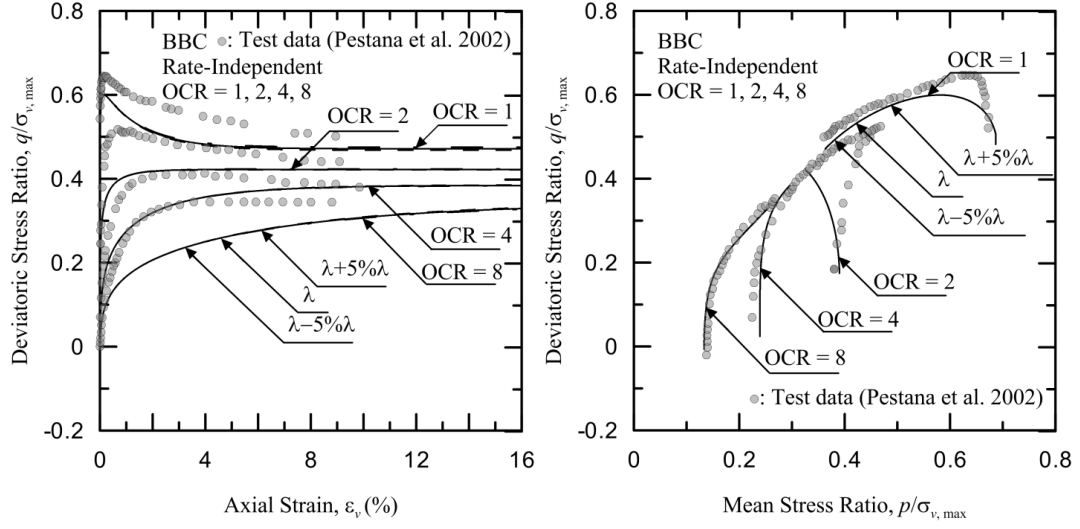 BBC
: Test data (Pestana et al. 2002)
Rate-Independent
OCR = 1, 2, 4, 8
OCR = 2
OCR = 1
OCR = 4
OCR = 8
λ+5%λ
λ
λ−5%λ
0.8
0.6
0.4
0.2
0
-0.2
0
4
8
12
16
Deviatoric Stress Ratio, q/σv, max
Axial Strain, εv (%)
BBC
Rate-Independent
OCR = 1, 2, 4, 8
OCR = 1
λ+5%λ
λ
λ−5%λ
OCR = 2
OCR = 4
OCR = 8
: Test data (Pestana et al. 2002)
0.8
0.6
0.4
0.2
0
-0.2
0
0.2
0.4
0.6
0.8
Deviatoric Stress Ratio, q/σv, max
Mean Stress Ratio, p/σv, max